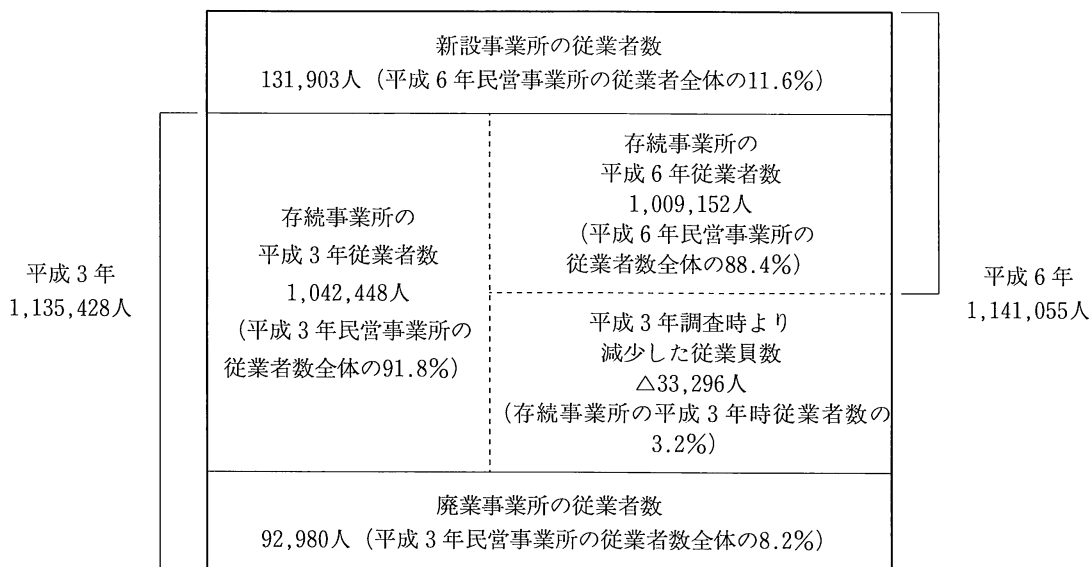 新設事業所の従業者数
131,903人（平成6年民営事業所の従業者全体の11.6%）
平成3年
1,135,428人
存続事業所の
平成3年従業者数
1,042,448人
（平成3年民営事業所の
従業者数全体の91.8%）
存続事業所の
平成6年従業者数
1,009,152人
（平成6年民営事業所の
従業者数全体の88.4%）
平成3年調査時より
減少した従業員数
△33,296人
（存続事業所の平成3年時従業者数の
3.2%）
平成6年
1,141,055人
廃業事業所の従業者数
92,980人（平成3年民営事業所の従業者数全体の8.2%）